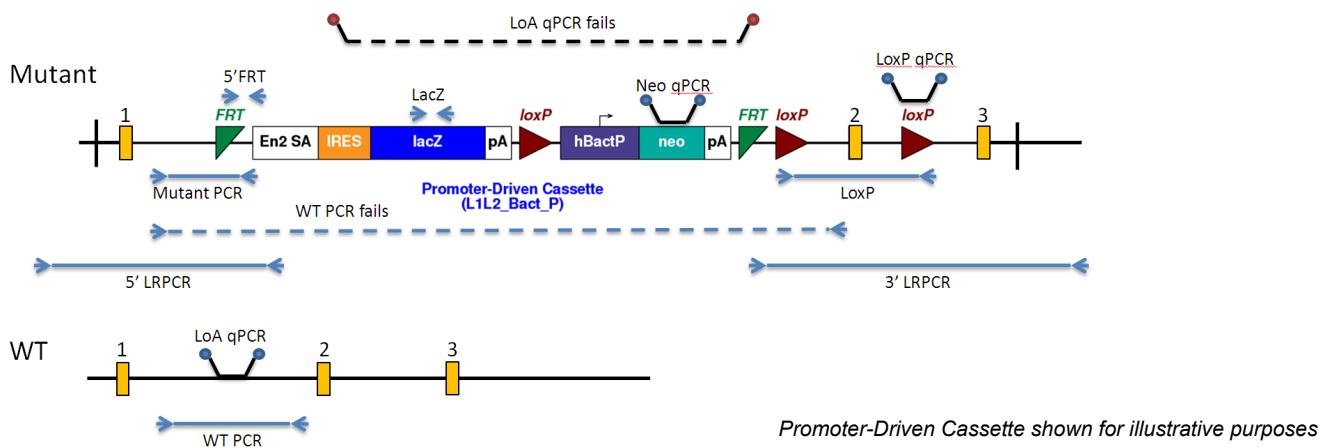 LoA qPCR fails
Mutant
5'FRT
LacZ
Neo qPCR
LoxP qPCR
1
FRT
loxP
FRT
loxP
2
loxP
3
En2 SA
IRES
lacZ
pA
hBactP
neo
pA
Mutant PCR
Promoter-Driven Cassette
(L1L2_Bact_P)
LoxP
WT PCR fails
5' LRPCR
3' LRPCR
WT
LoA qPCR
1
2
3
WT PCR
Promoter-Driven Cassette shown for illustrative purposes